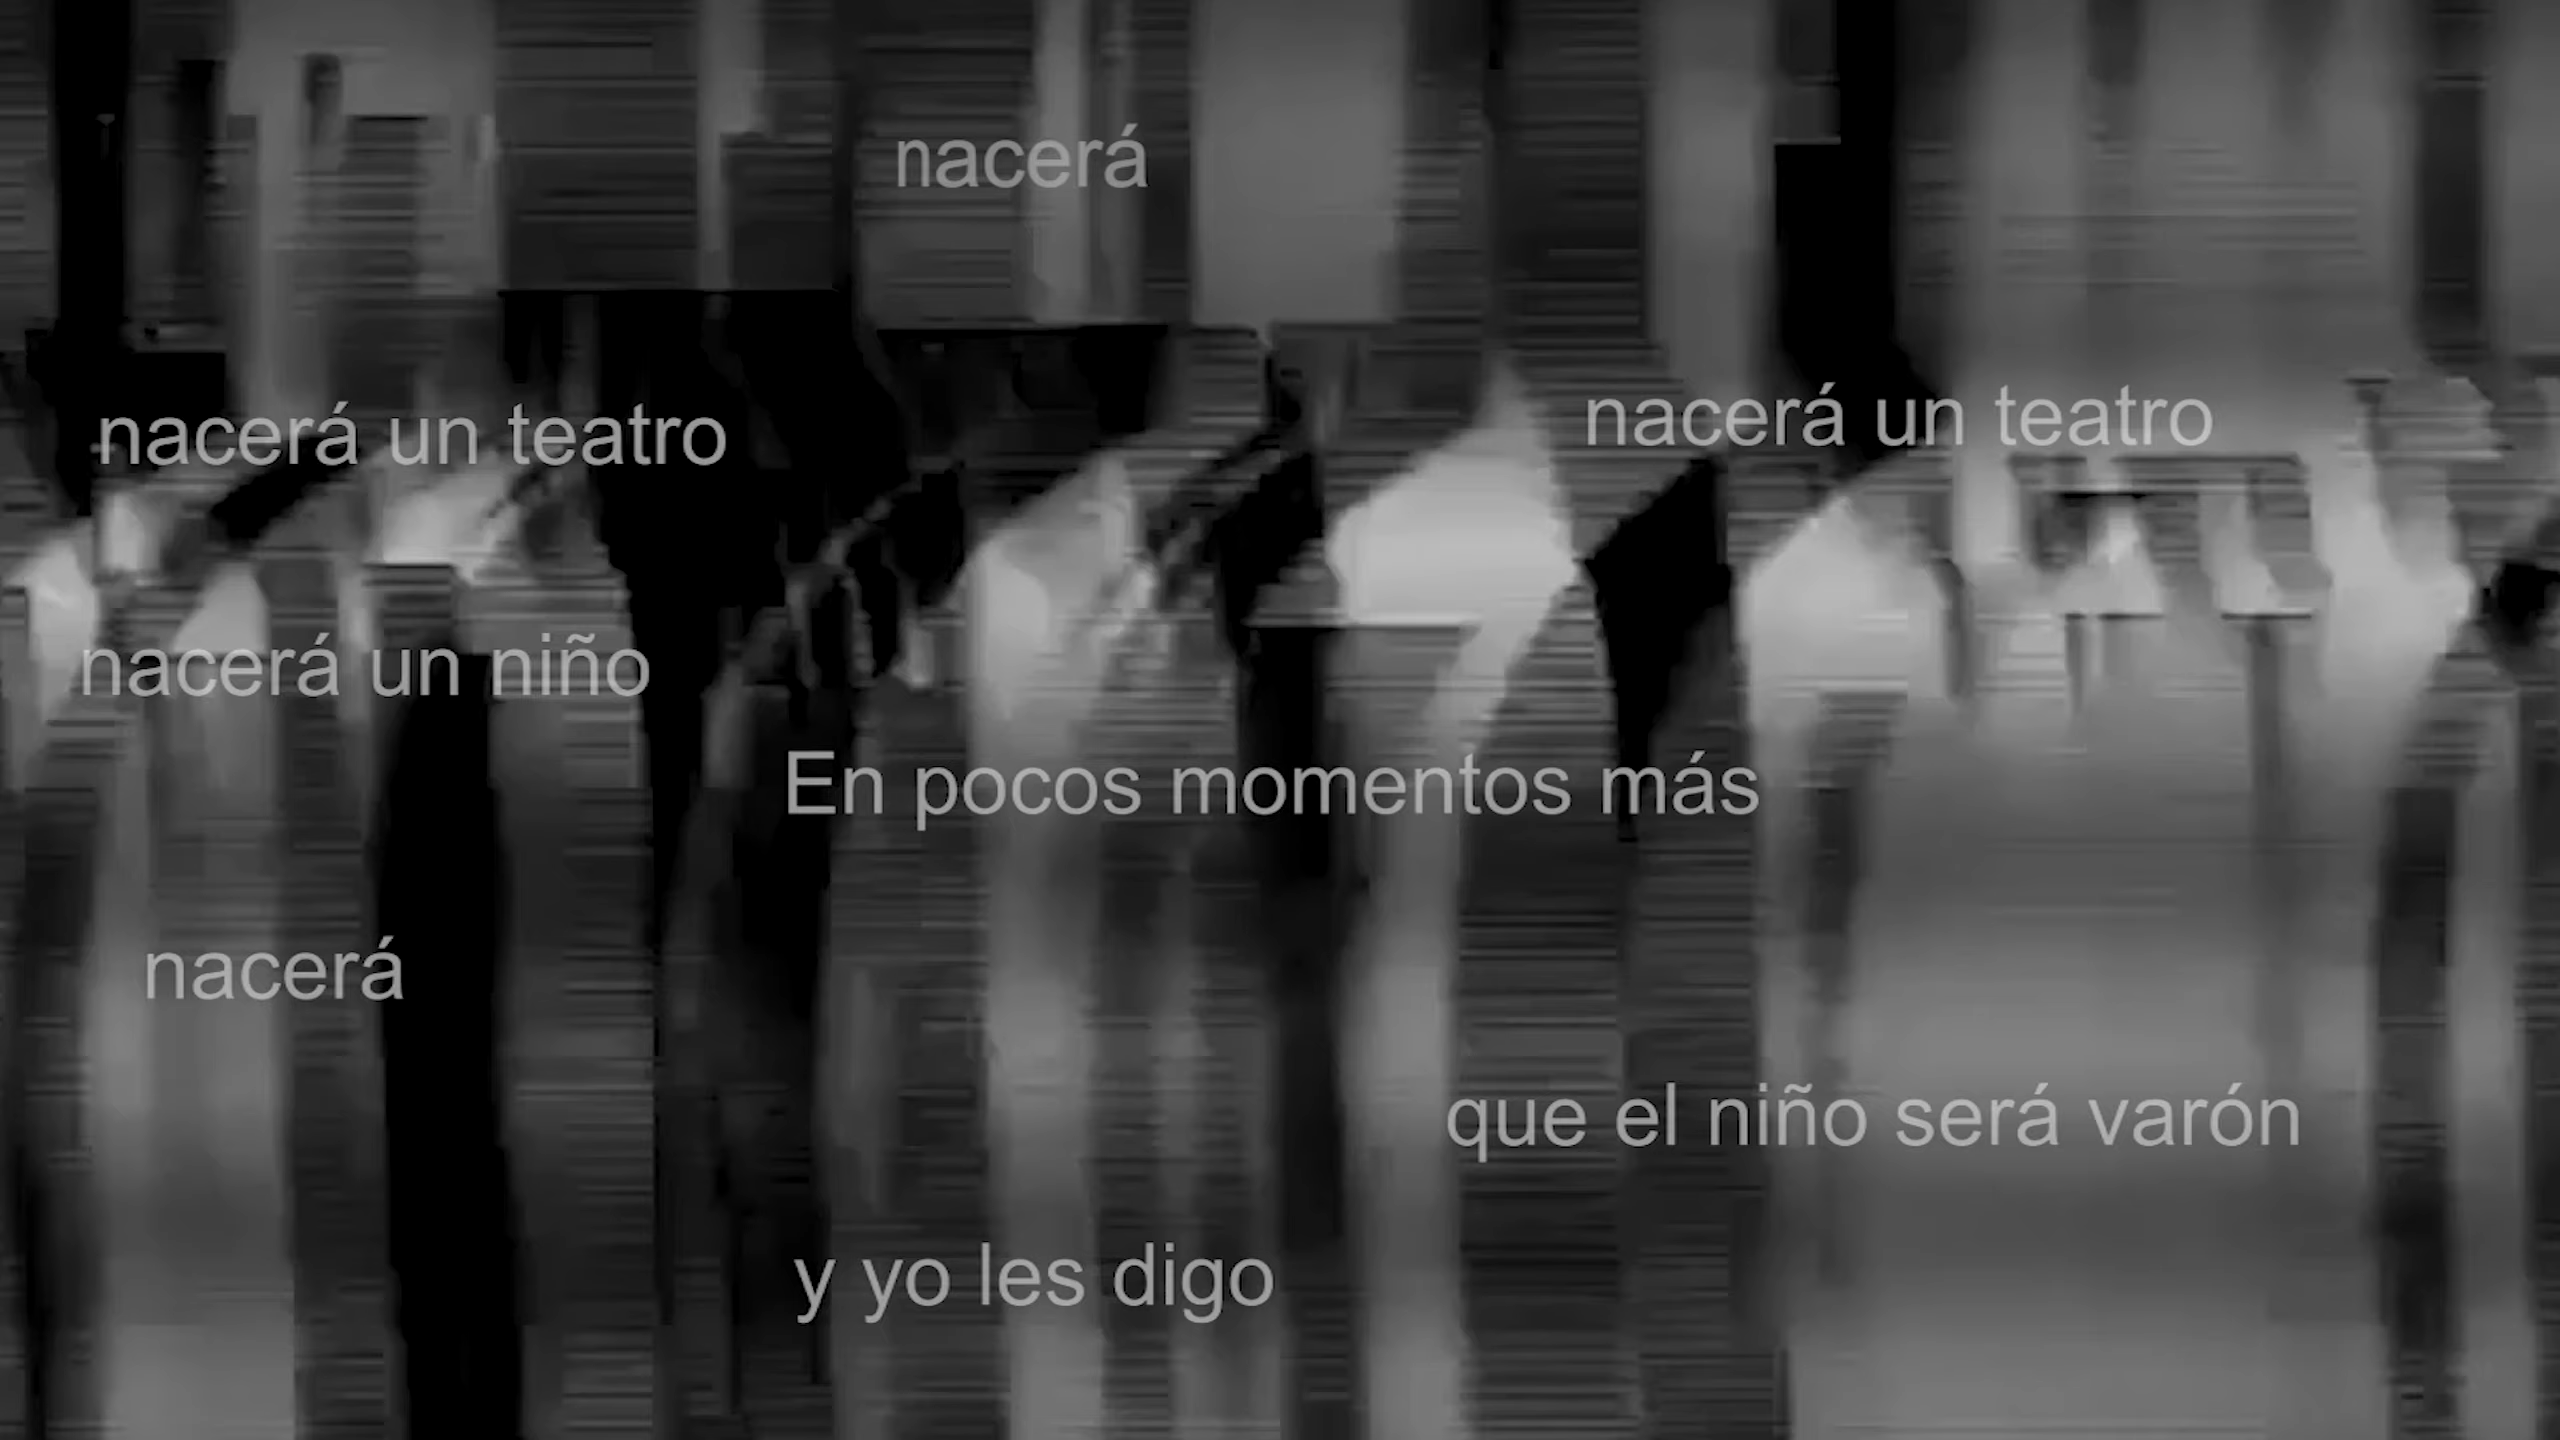 nacerá
nacerá un teatro
nacerá un teatro
nacerá un niño
En pocos momentos más
nacerá
que el niño será varón
y yo les digo